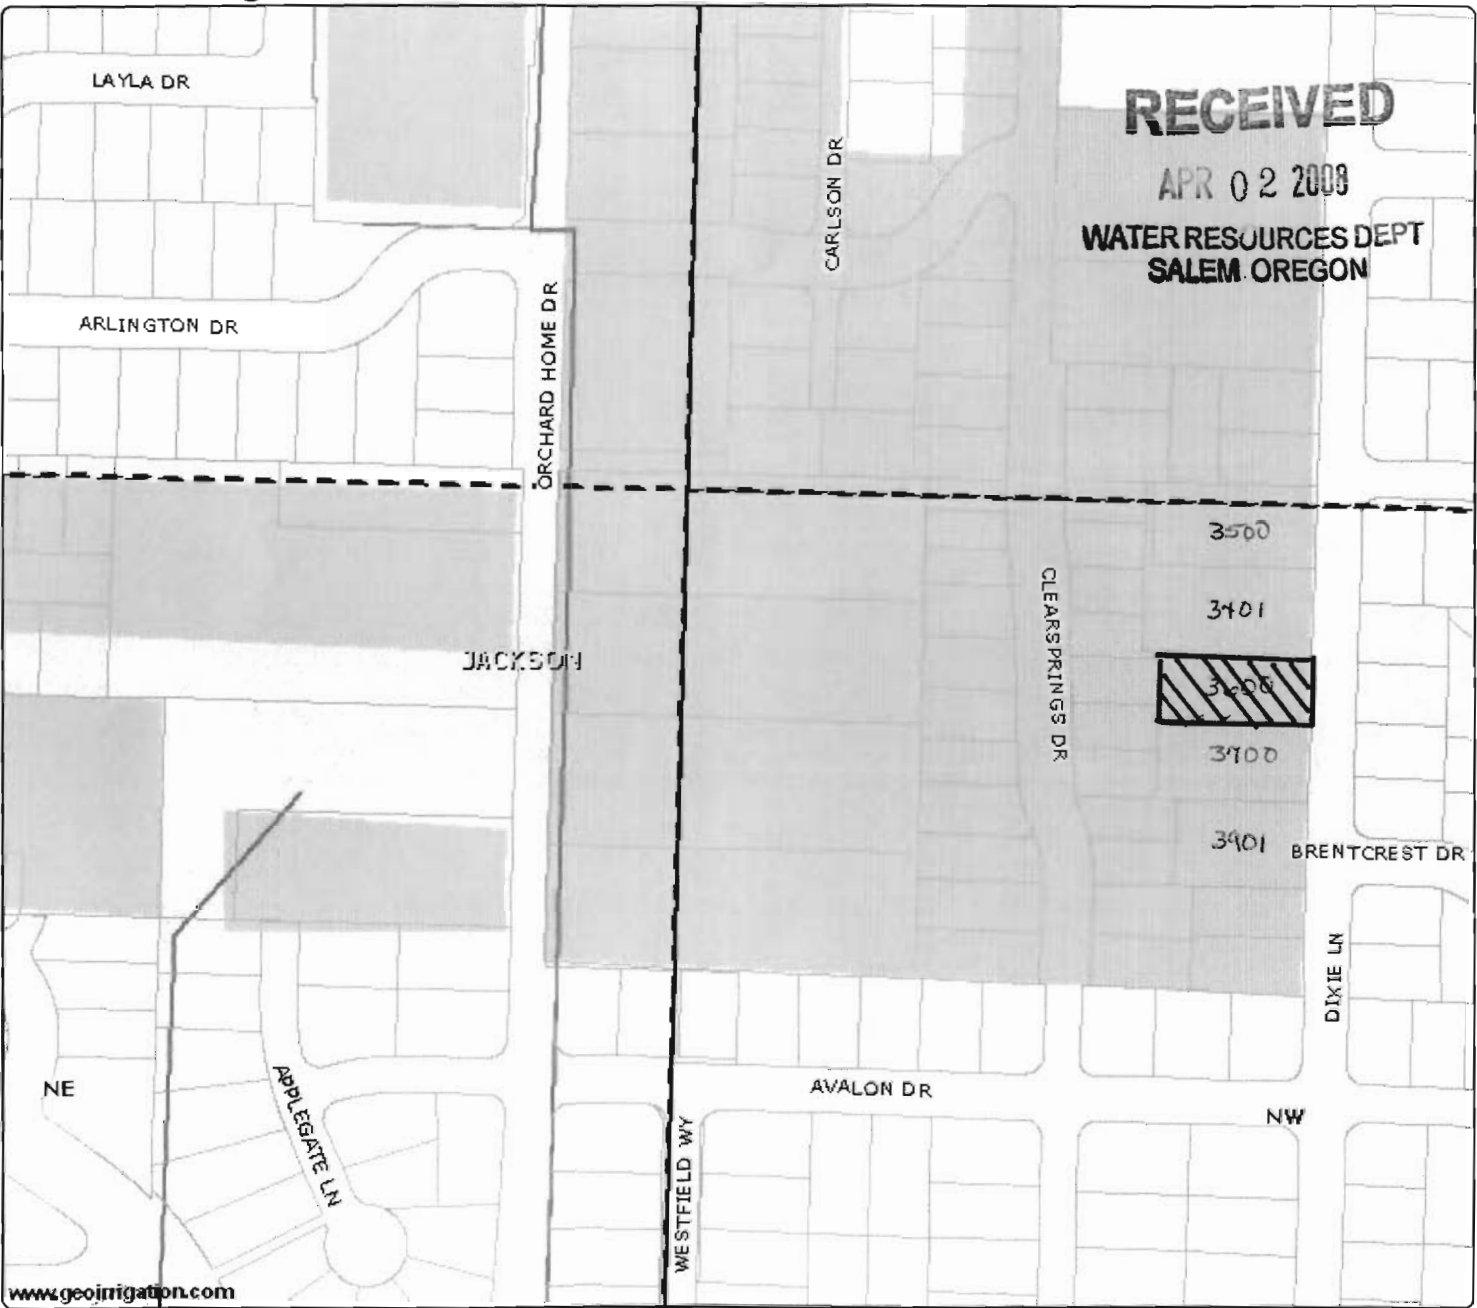 LAYLA DR
RECEIVED
APR 02 2008
WATER RESOURCES DEPT
SALEM. OREGON
CARLSON DR
ARLINGTON DR
ORCHARD HOME DR
3500
3401
JACKSON
CLEARSPRINGS DR
3600
3700
3901
BRENTCREST DR
DIXIE LN
NE
APPLEGATE LN
AVALON DR
NW
WESTFIELD WY
www.geoirrigation.com